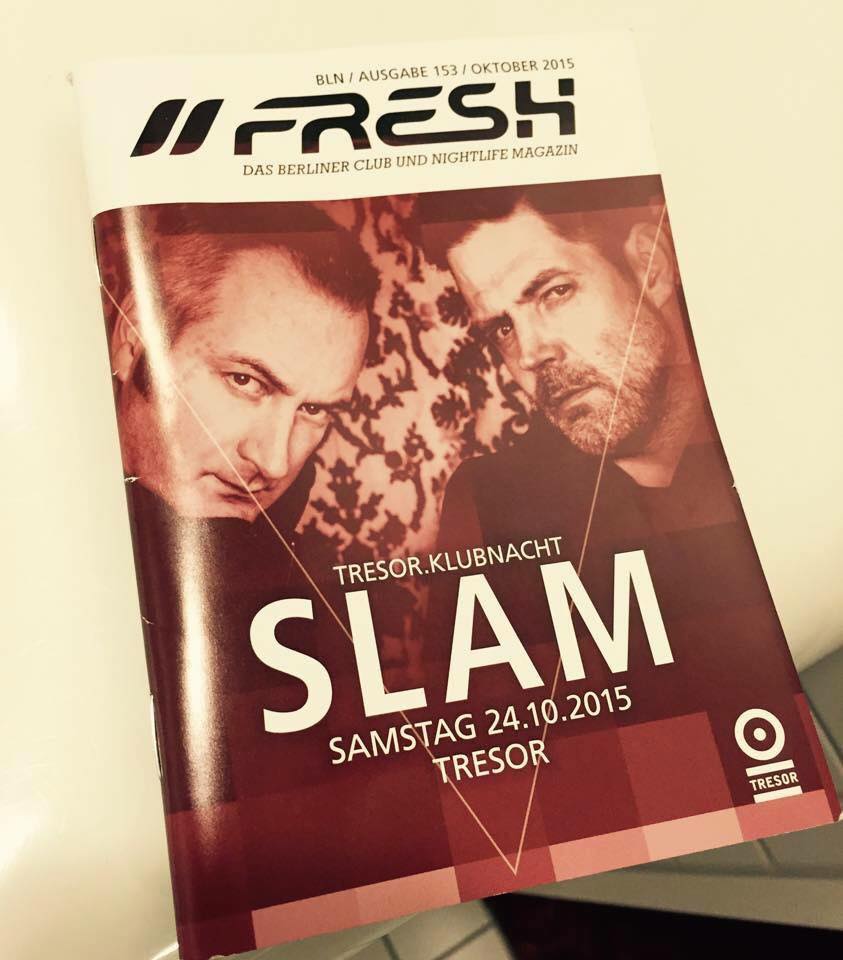 BLN / AUSGABE 153 / OKTOBER 2015
FRESH
DAS BERLINER CLUB UND NIGHTLIFE MAGAZIN
TRESOR.KLUBNACHT
SLAM
SAMSTAG 24.10.2015
TRESOR
TRESOR